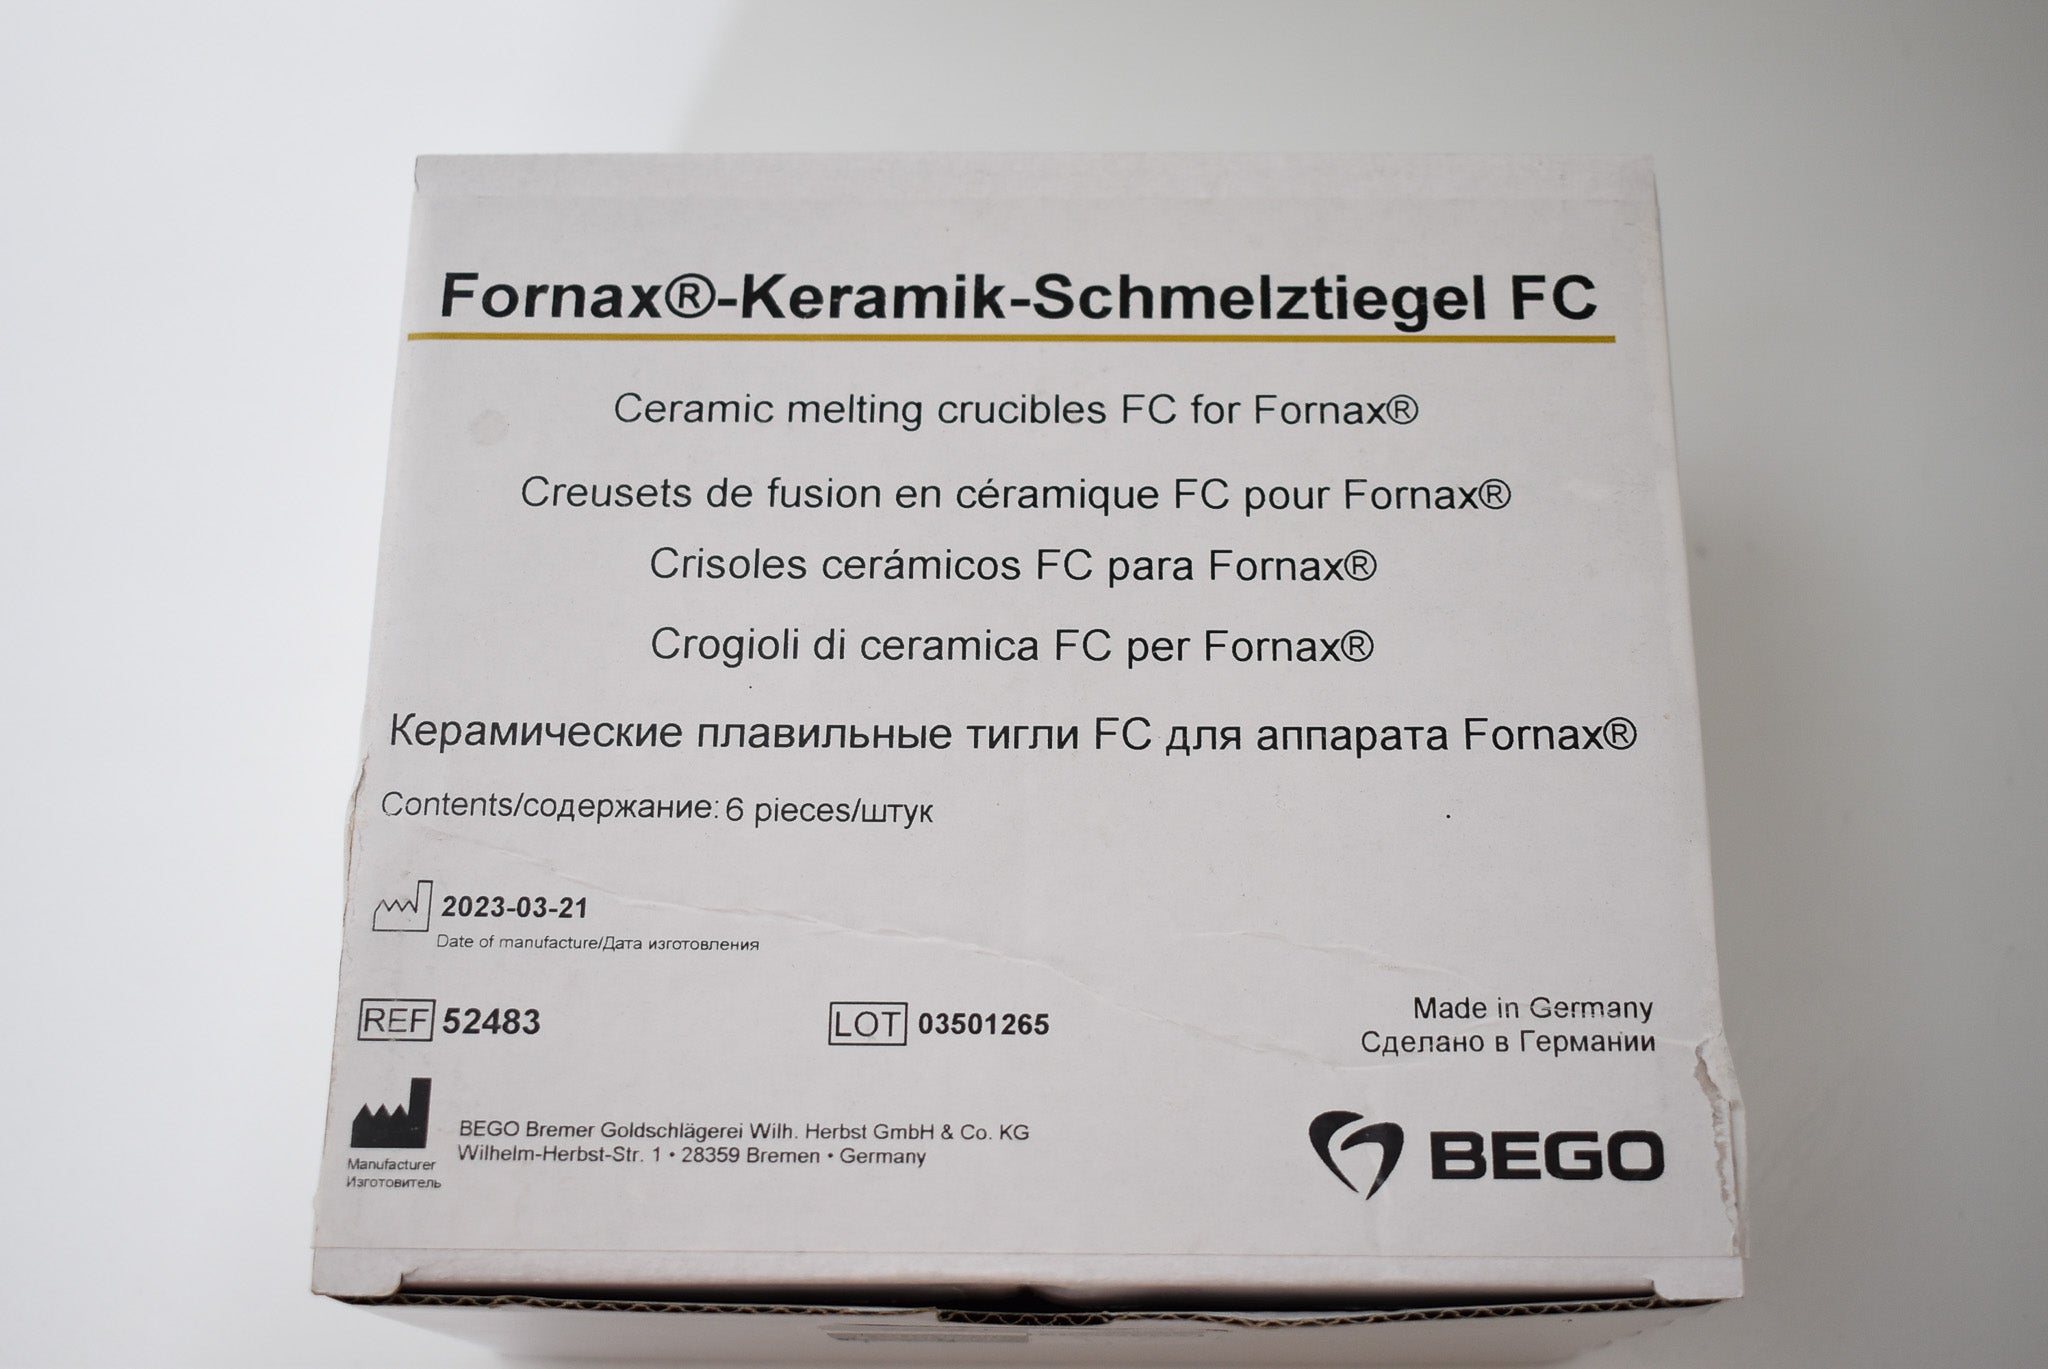 Fornax®-Keramik-Schmelztiegel FC
Ceramic melting crucibles FC for Fornax®
Creusets de fusion en céramique FC pour Fornax®
Crisoles cerámicos FC para Fornax®
Crogioli di ceramica FC per Fornax®
Керамические плавильные тигли FC для аппарата Fornax®
Contents/содержание: 6 pieces/штук
2023-03-21
Date of manufacture/Дата изготовления
REF 52483
LOT 03501265
Made in Germany
Сделано в Германии
Manufacturer
Изготовитель
BEGO Bremer Goldschlägerei Wilh. Herbst GmbH & Co. KG
Wilhelm-Herbst-Str. 1 • 28359 Bremen • Germany
BEGO